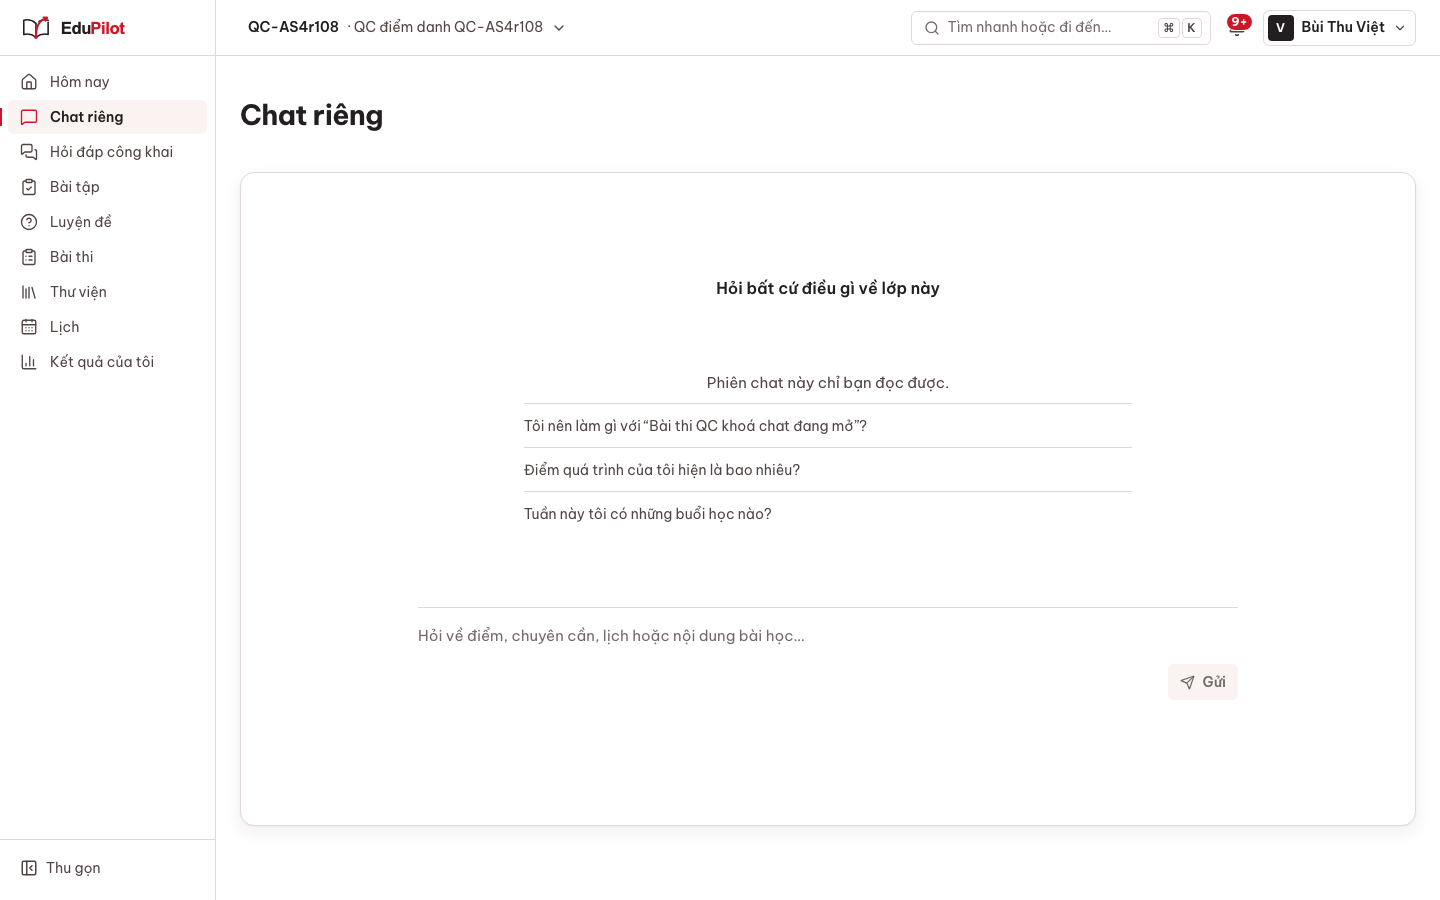 EduPilot
QC-AS4r108 · QC điểm danh QC-AS4r108
Tìm nhanh hoặc đi đến...
⌘ K
9+
V Bùi Thu Việt
Hôm nay
Chat riêng
Hỏi đáp công khai
Bài tập
Luyện đề
Bài thi
Thư viện
Lịch
Kết quả của tôi
Thu gọn
Chat riêng
Hỏi bất cứ điều gì về lớp này
Phiên chat này chỉ bạn đọc được.
Tôi nên làm gì với “Bài thi QC khoá chat đang mở”?
Điểm quá trình của tôi hiện là bao nhiêu?
Tuần này tôi có những buổi học nào?
Hỏi về điểm, chuyên cần, lịch hoặc nội dung bài học...
Gửi